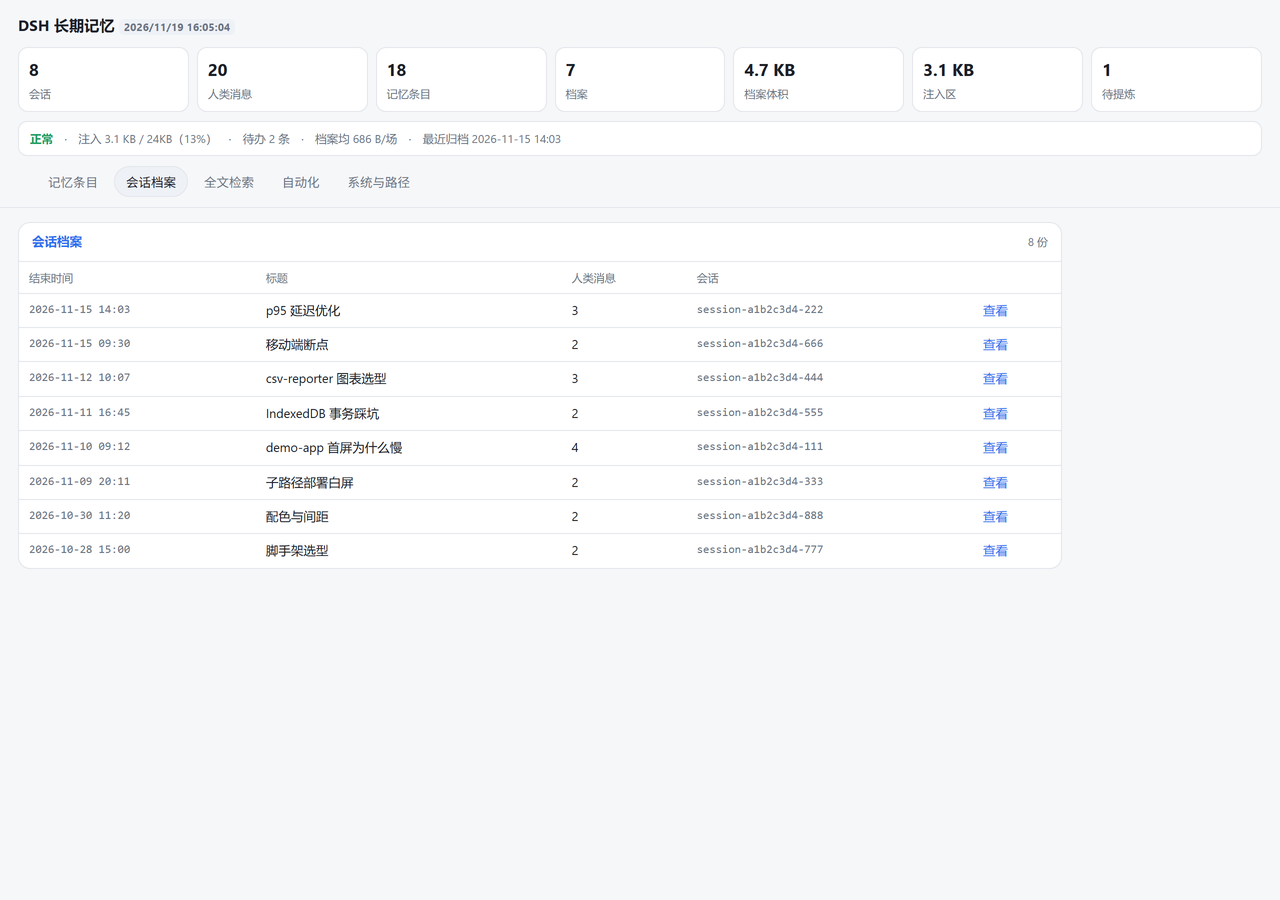 DSH 长期记忆 2026/11/19 16:05:04
8 20 18 7 4.7 KB 3.1 KB 1
会话 人类消息 记忆条目 档案 档案体积 注入区 待提炼
正常 · 注入 3.1 KB / 24KB（13%） · 待办 2 条 · 档案均 686 B/场 · 最近归档 2026-11-15 14:03
记忆条目 会话档案 全文检索 自动化 系统与路径
会话档案 8 份
结束时间 标题 人类消息 会话
2026-11-15 14:03 p95 延迟优化 3 session-a1b2c3d4-222 查看
2026-11-15 09:30 移动端断点 2 session-a1b2c3d4-666 查看
2026-11-12 10:07 csv-reporter 图表选型 3 session-a1b2c3d4-444 查看
2026-11-11 16:45 IndexedDB 事务踩坑 2 session-a1b2c3d4-555 查看
2026-11-10 09:12 demo-app 首屏为什么慢 4 session-a1b2c3d4-111 查看
2026-11-09 20:11 子路径部署白屏 2 session-a1b2c3d4-333 查看
2026-10-30 11:20 配色与间距 2 session-a1b2c3d4-888 查看
2026-10-28 15:00 脚手架选型 2 session-a1b2c3d4-777 查看